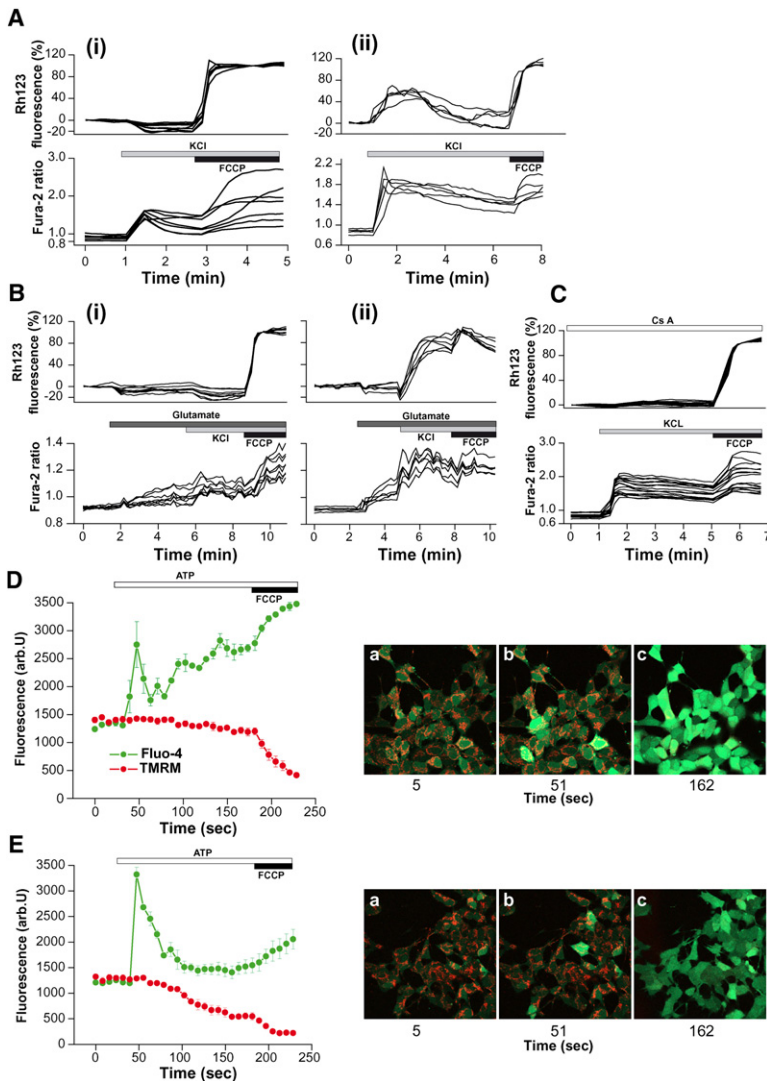 A
(i)
(ii)
Rh123 fluorescence (%)
120
80
40
0
-20
120
80
40
0
-20
KCl
FCCP
KCl
FCCP
Fura-2 ratio
3.0
2.0
1.0
0.8
2.2
1.8
1.4
1.0
0.6
0 1 2 3 4 5
0 2 4 6 8
Time (min)
Time (min)
B
(i)
(ii)
Rh123 fluorescence (%)
120
80
40
0
-20
Glutamate
KCl
FCCP
Glutamate
KCl
FCCP
Fura-2 ratio
1.4
1.2
1.0
0.8
0 2 4 6 8 10
0 2 4 6 8 10
Time (min)
Time (min)
C
Cs A
Rh123 fluorescence (%)
120
80
40
0
KCL
FCCP
Fura-2 ratio
3.0
2.0
1.0
0.6
0 1 2 3 4 5 6 7
Time (min)
D
ATP
FCCP
Fluorescence (arb.U)
3500
3000
2500
2000
1500
1000
500
0
Fluo-4
TMRM
0 50 100 150 200 250
Time (sec)
a
b
c
5 51 162
Time (sec)
E
ATP
FCCP
Fluorescence (arb.U)
3500
3000
2500
2000
1500
1000
500
0
0 50 100 150 200 250
Time (sec)
a
b
c
5 51 162
Time (sec)